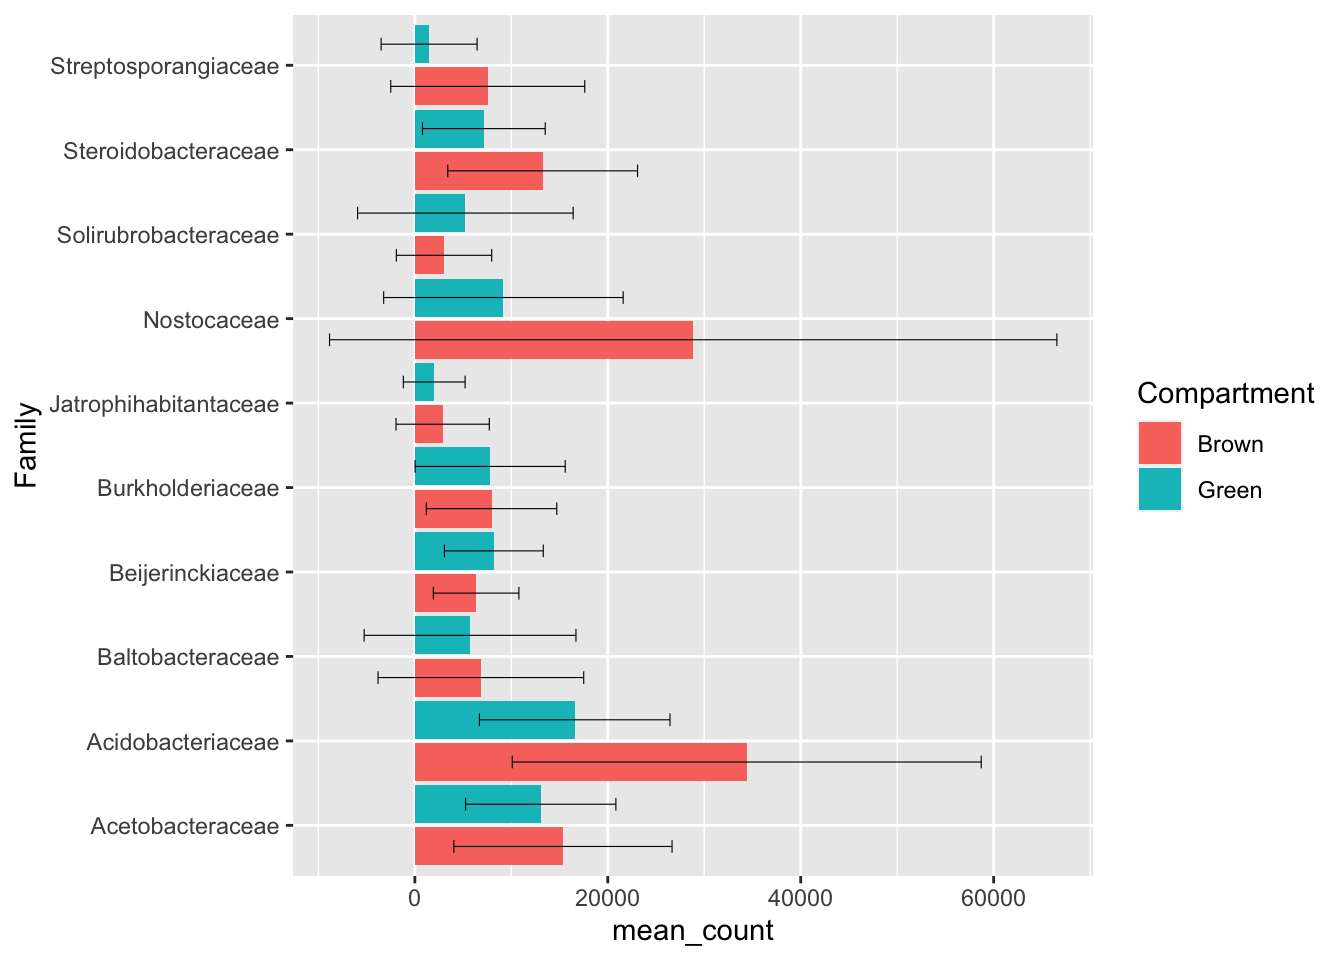 Streptosporangiaceae
Steroidobacteraceae
Solirubrobacteraceae
Nostocaceae
Jatrophihabitantaceae
Burkholderiaceae
Beijerinckiaceae
Baltobacteraceae
Acidobacteriaceae
Acetobacteraceae
Family
0 20000 40000 60000
mean_count
Compartment
Brown
Green